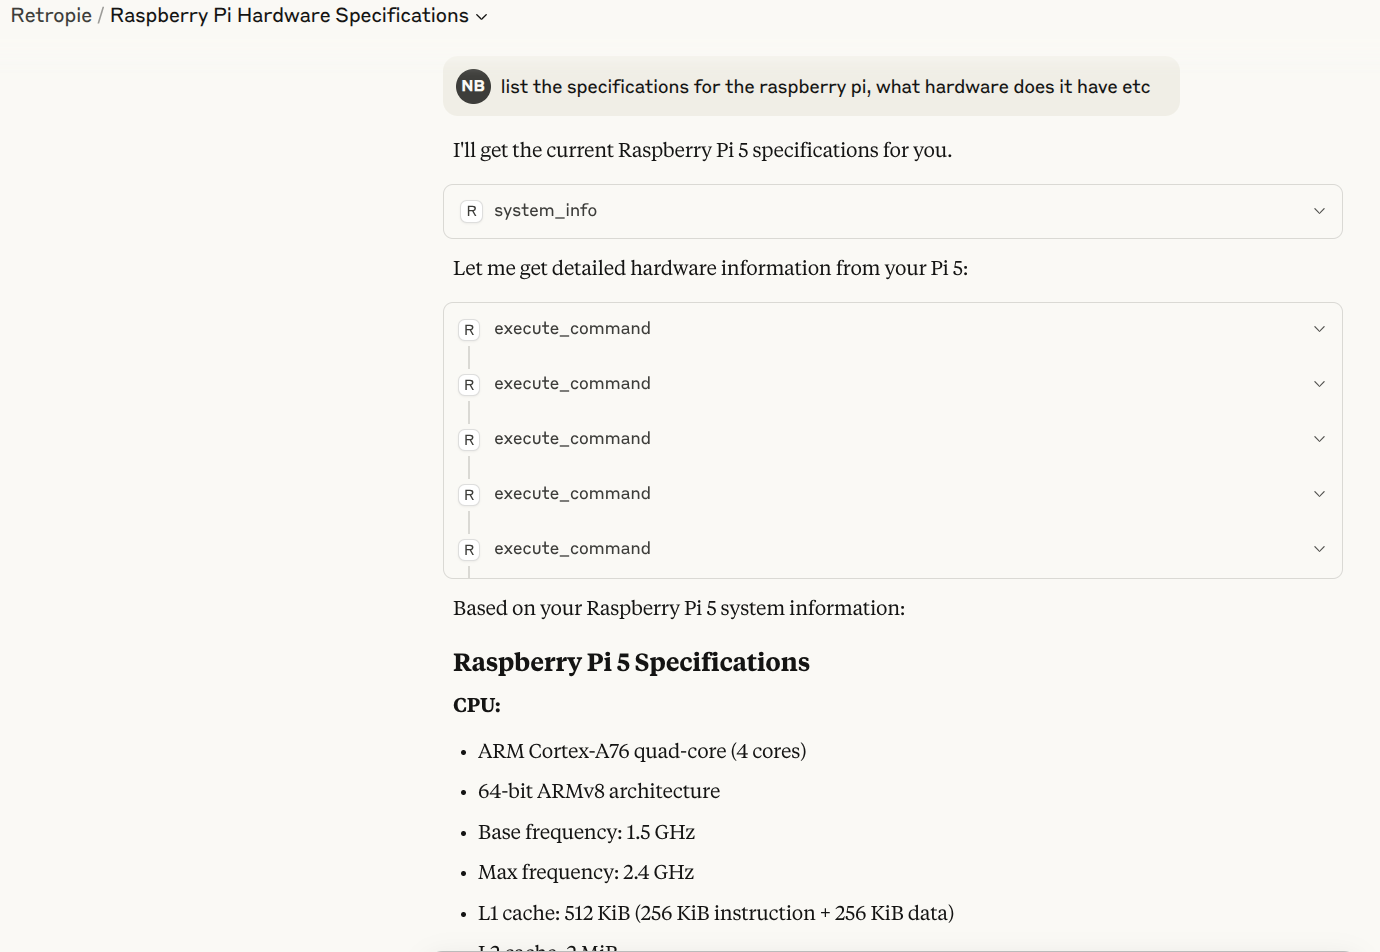 Retropie / Raspberry Pi Hardware Specifications
NB list the specifications for the raspberry pi, what hardware does it have etc
I'll get the current Raspberry Pi 5 specifications for you.
R system_info
Let me get detailed hardware information from your Pi 5:
R execute_command
R execute_command
R execute_command
R execute_command
R execute_command
Based on your Raspberry Pi 5 system information:
Raspberry Pi 5 Specifications
CPU:
• ARM Cortex-A76 quad-core (4 cores)
• 64-bit ARMv8 architecture
• Base frequency: 1.5 GHz
• Max frequency: 2.4 GHz
• L1 cache: 512 KiB (256 KiB instruction + 256 KiB data)
L2 cache: 2 MiB